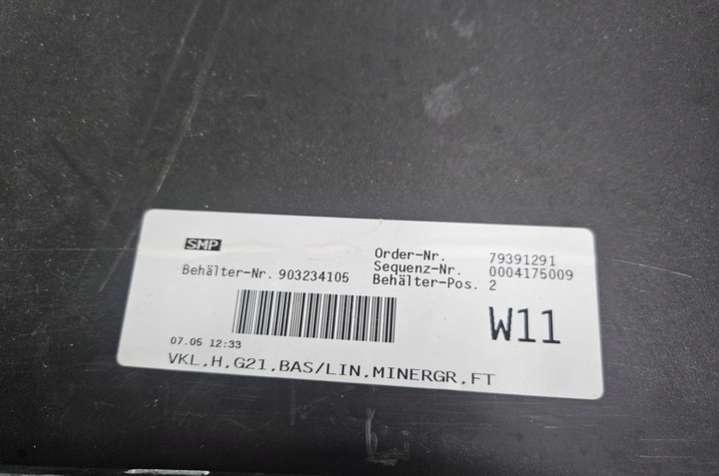 SMP
Order-Nr. 79391291
Sequenz-Nr. 0004175009
Behälter-Nr. 903234105 Behälter-Pos. 2
W11
07.05 12:33
VKL.H.G21.BAS/LIN.MINERGR.FT